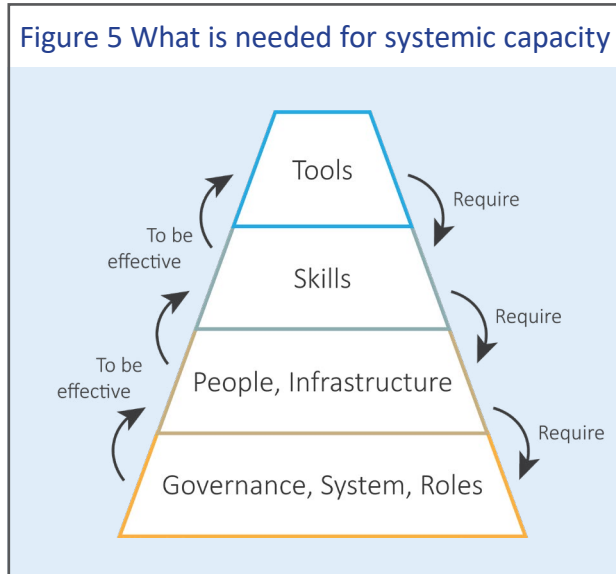 Figure 5 What is needed for systemic capacity
Tools
Require
To be
effective
Skills
Require
To be
effective
People, Infrastructure
Require
Governance, System, Roles